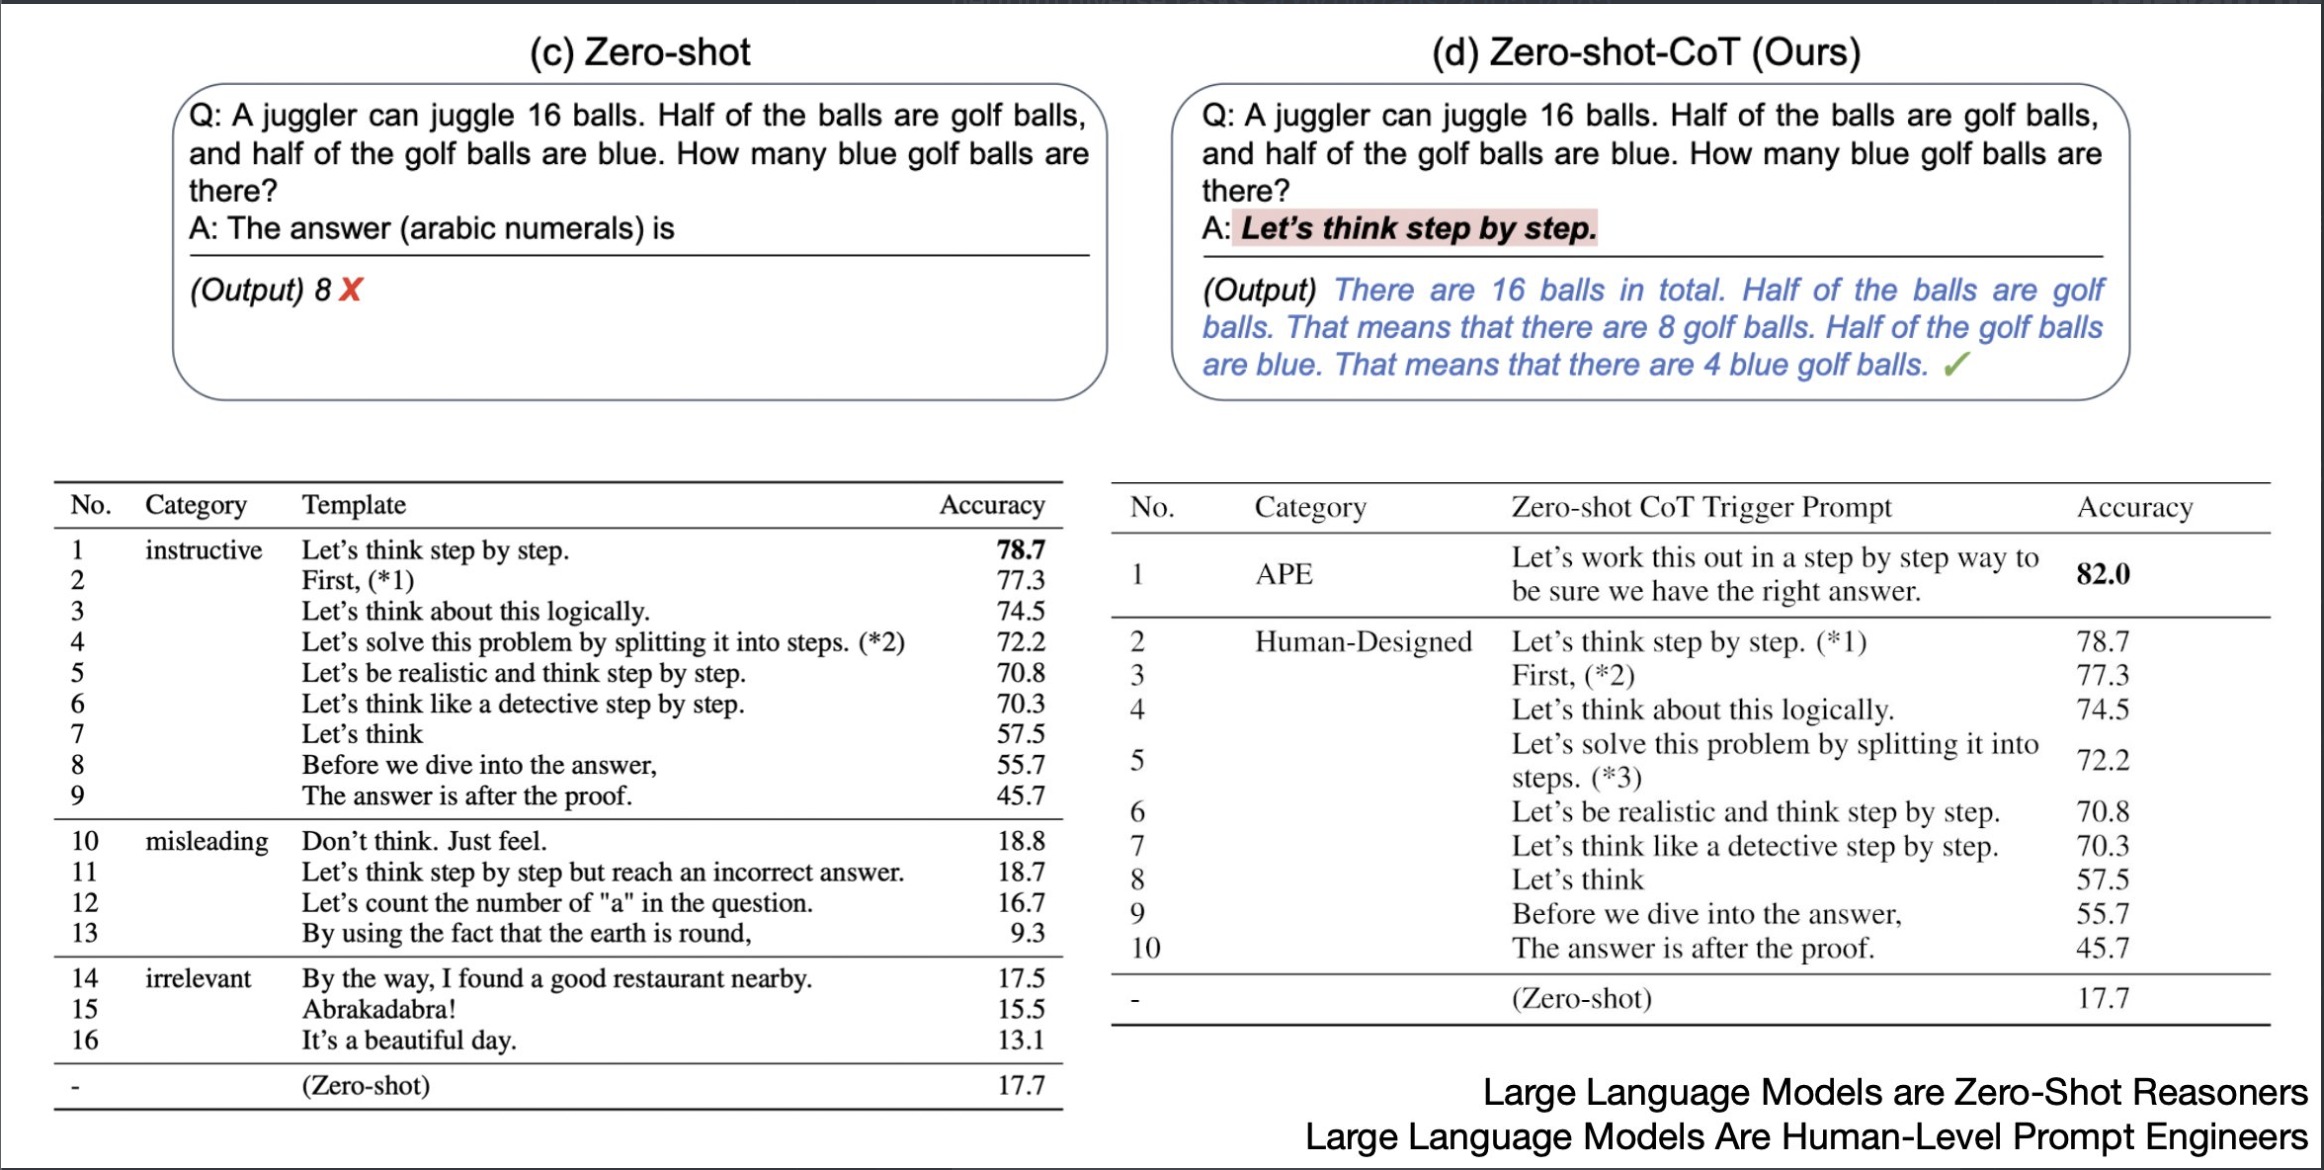 (c) Zero-shot
Q: A juggler can juggle 16 balls. Half of the balls are golf balls,
and half of the golf balls are blue. How many blue golf balls are
there?
A: The answer (arabic numerals) is
(Output) 8 X
(d) Zero-shot-CoT (Ours)
Q: A juggler can juggle 16 balls. Half of the balls are golf balls,
and half of the golf balls are blue. How many blue golf balls are
there?
A: Let's think step by step.
(Output) There are 16 balls in total. Half of the balls are golf
balls. That means that there are 8 golf balls. Half of the golf balls
are blue. That means that there are 4 blue golf balls. ✓
No. Category Template Accuracy
1 instructive Let's think step by step. 78.7
2 First, (*1) 77.3
3 Let's think about this logically. 74.5
4 Let's solve this problem by splitting it into steps. (*2) 72.2
5 Let's be realistic and think step by step. 70.8
6 Let's think like a detective step by step. 70.3
7 Let's think 57.5
8 Before we dive into the answer, 55.7
9 The answer is after the proof. 45.7
10 misleading Don't think. Just feel. 18.8
11 Let's think step by step but reach an incorrect answer. 18.7
12 Let's count the number of "a" in the question. 16.7
13 By using the fact that the earth is round, 9.3
14 irrelevant By the way, I found a good restaurant nearby. 17.5
15 Abrakadabra! 15.5
16 It's a beautiful day. 13.1
- (Zero-shot) 17.7
No. Category Zero-shot CoT Trigger Prompt Accuracy
1 APE Let's work this out in a step by step way to
be sure we have the right answer. 82.0
2 Human-Designed Let's think step by step. (*1) 78.7
3 First, (*2) 77.3
4 Let's think about this logically. 74.5
5 Let's solve this problem by splitting it into
steps. (*3) 72.2
6 Let's be realistic and think step by step. 70.8
7 Let's think like a detective step by step. 70.3
8 Let's think 57.5
9 Before we dive into the answer, 55.7
10 The answer is after the proof. 45.7
- (Zero-shot) 17.7
Large Language Models are Zero-Shot Reasoners
Large Language Models Are Human-Level Prompt Engineers